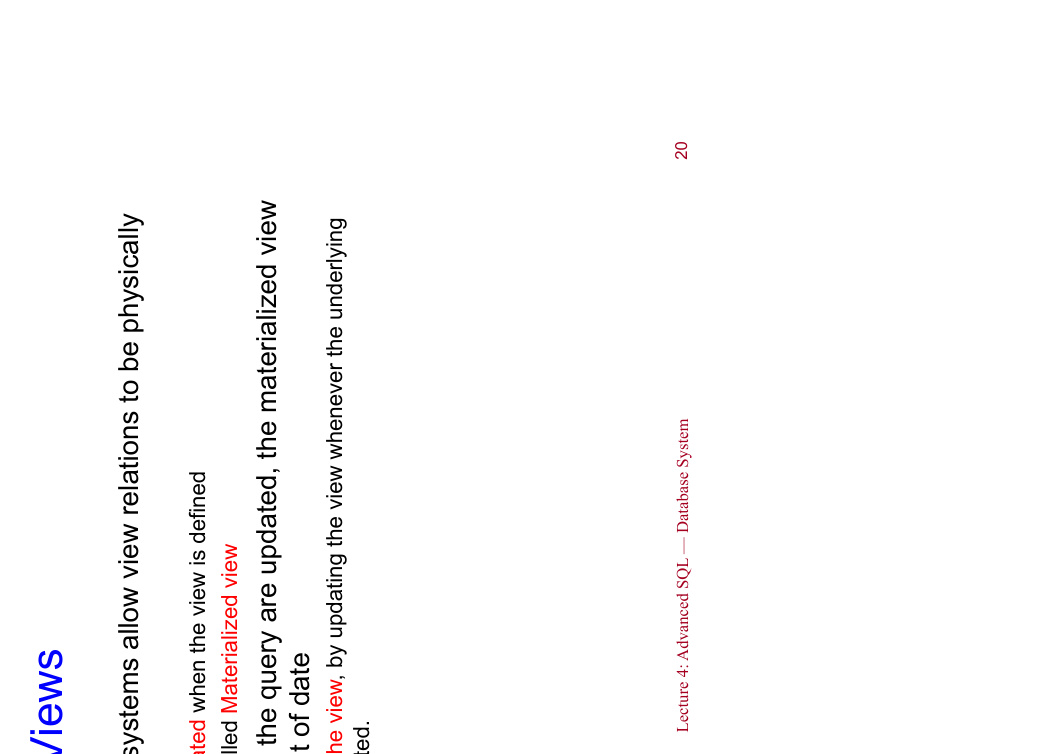 Views
systems allow view relations to be physically
ated when the view is defined
lled Materialized view
the query are updated, the materialized view
t of date
he view, by updating the view whenever the underlying
ted.
Lecture 4: Advanced SQL — Database System
20